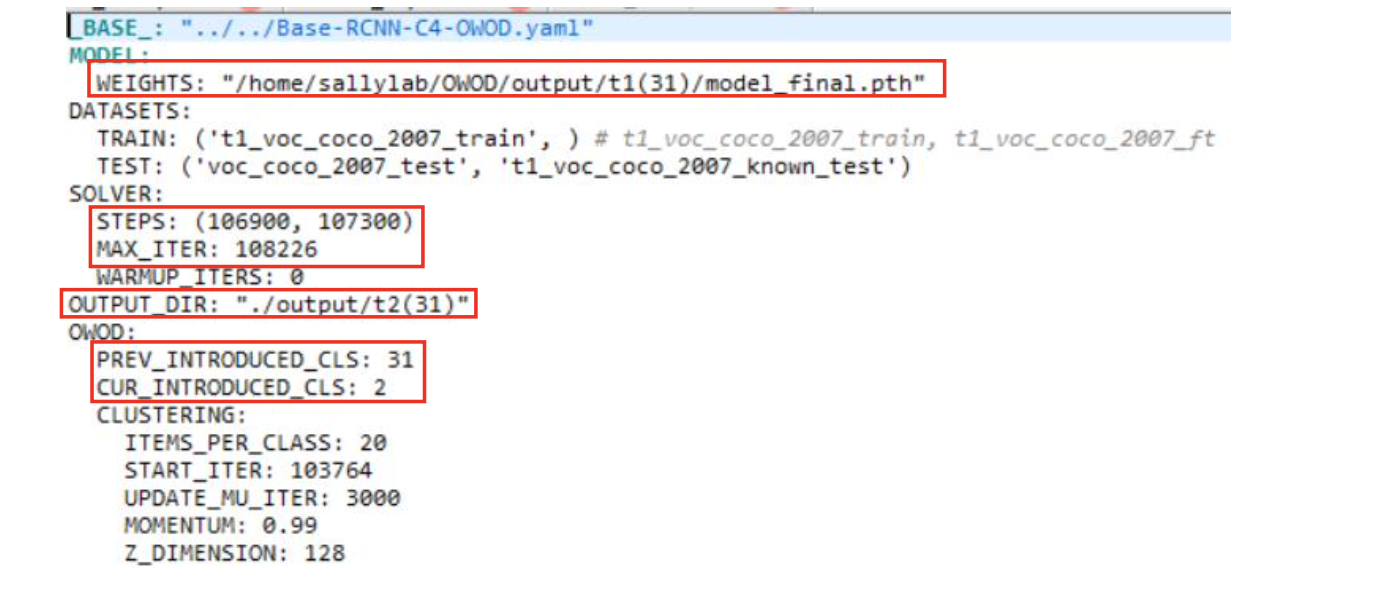 _BASE_: "../../Base-RCNN-C4-OWOD.yaml"
MODEL:
WEIGHTS: "/home/sallylab/OWOD/output/t1(31)/model_final.pth"
DATASETS:
TRAIN: ('t1_voc_coco_2007_train', ) # t1_voc_coco_2007_train, t1_voc_coco_2007_ft
TEST: ('voc_coco_2007_test', 't1_voc_coco_2007_known_test')
SOLVER:
STEPS: (106900, 107300)
MAX_ITER: 108226
WARMUP_ITERS: 0
OUTPUT_DIR: "./output/t2(31)"
OWOD:
PREV_INTRODUCED_CLS: 31
CUR_INTRODUCED_CLS: 2
CLUSTERING:
ITEMS_PER_CLASS: 20
START_ITER: 103764
UPDATE_MU_ITER: 3000
MOMENTUM: 0.99
Z_DIMENSION: 128